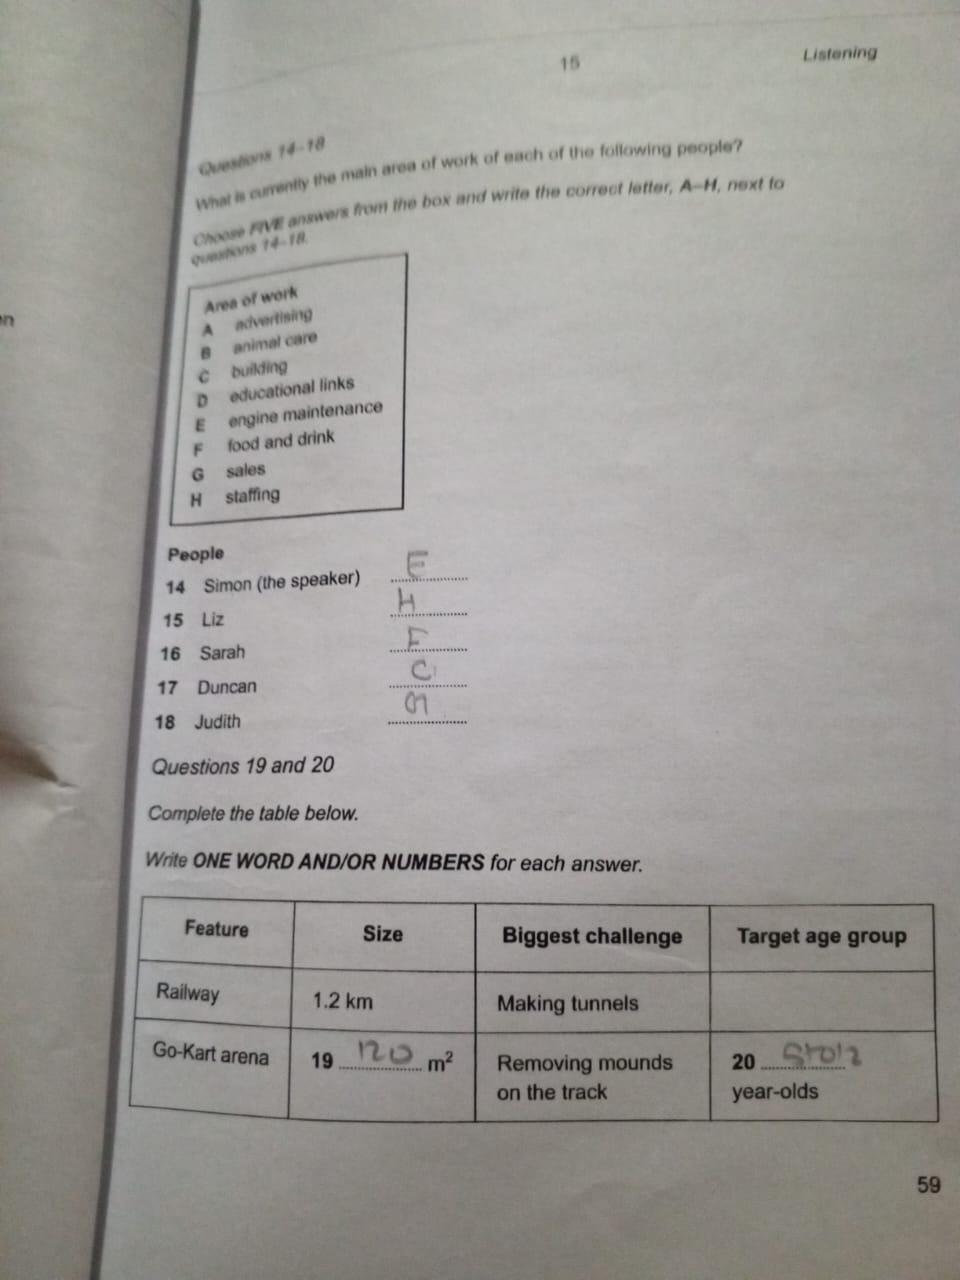 15
Listening
Questions 14-18
What is currently the main area of work of each of the following people?
Choose FIVE answers from the box and write the correct letter, A-H, next to
questions 14-18.
Area of work
A advertising
B animal care
C building
D educational links
E engine maintenance
F food and drink
G sales
H staffing
People
14 Simon (the speaker) E
15 Liz H
16 Sarah F
17 Duncan C
18 Judith
Questions 19 and 20
Complete the table below.
Write ONE WORD AND/OR NUMBERS for each answer.
Feature Size Biggest challenge Target age group
Railway 1.2 km Making tunnels
Go-Kart arena 19 120 m² Removing mounds 20
on the track year-olds
59